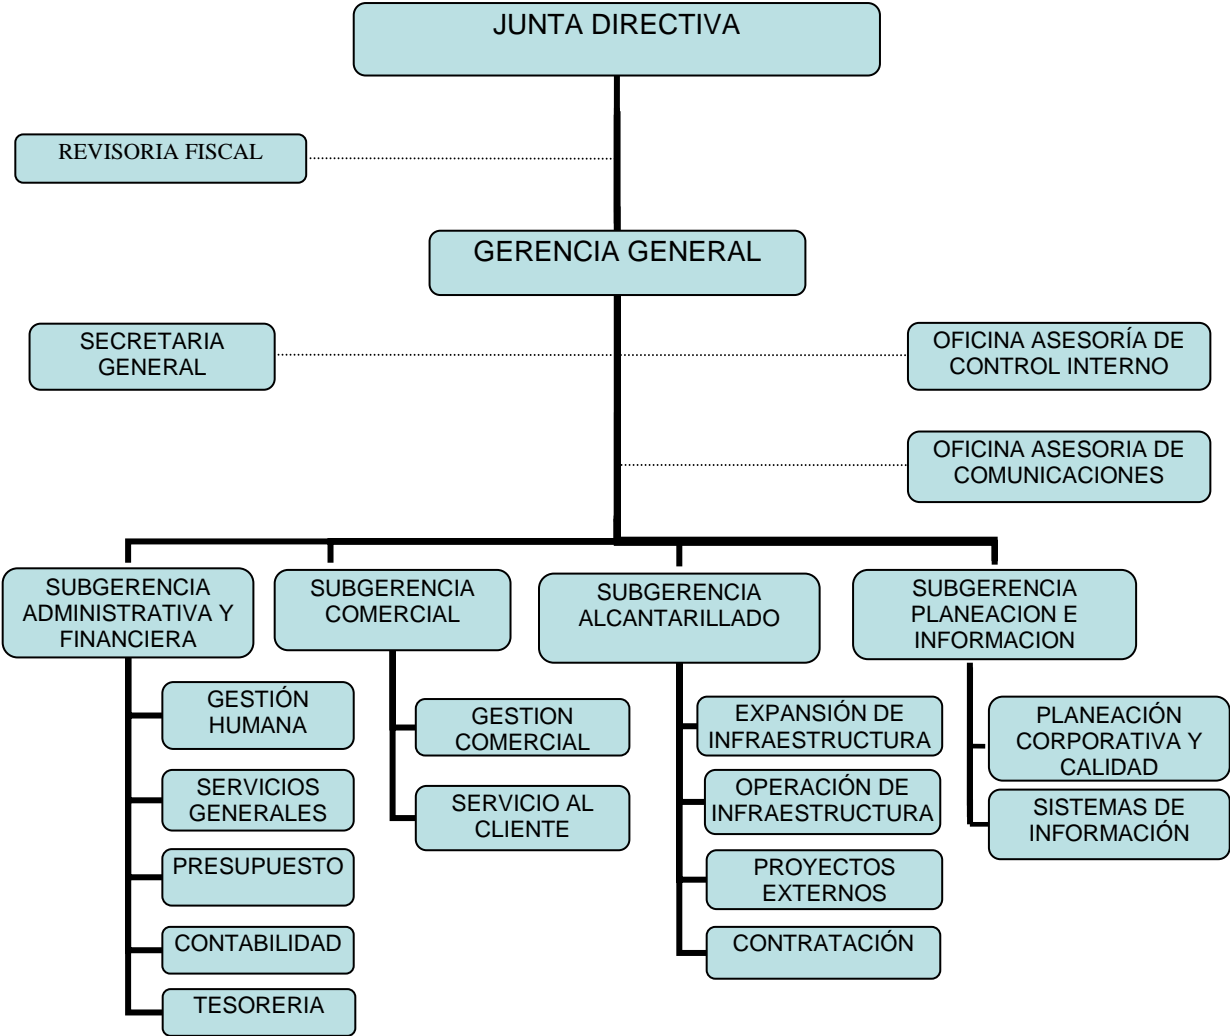 JUNTA DIRECTIVA
REVISORIA FISCAL
GERENCIA GENERAL
SECRETARIA
GENERAL
OFICINA ASESORÍA DE
CONTROL INTERNO
OFICINA ASESORIA DE
COMUNICACIONES
SUBGERENCIA
ADMINISTRATIVA Y
FINANCIERA
SUBGERENCIA
COMERCIAL
SUBGERENCIA
ALCANTARILLADO
SUBGERENCIA
PLANEACION E
INFORMACION
GESTIÓN
HUMANA
SERVICIOS
GENERALES
PRESUPUESTO
CONTABILIDAD
TESORERIA
GESTION
COMERCIAL
SERVICIO AL
CLIENTE
EXPANSIÓN DE
INFRAESTRUCTURA
OPERACIÓN DE
INFRAESTRUCTURA
PROYECTOS
EXTERNOS
CONTRATACIÓN
PLANEACIÓN
CORPORATIVA Y
CALIDAD
SISTEMAS DE
INFORMACIÓN